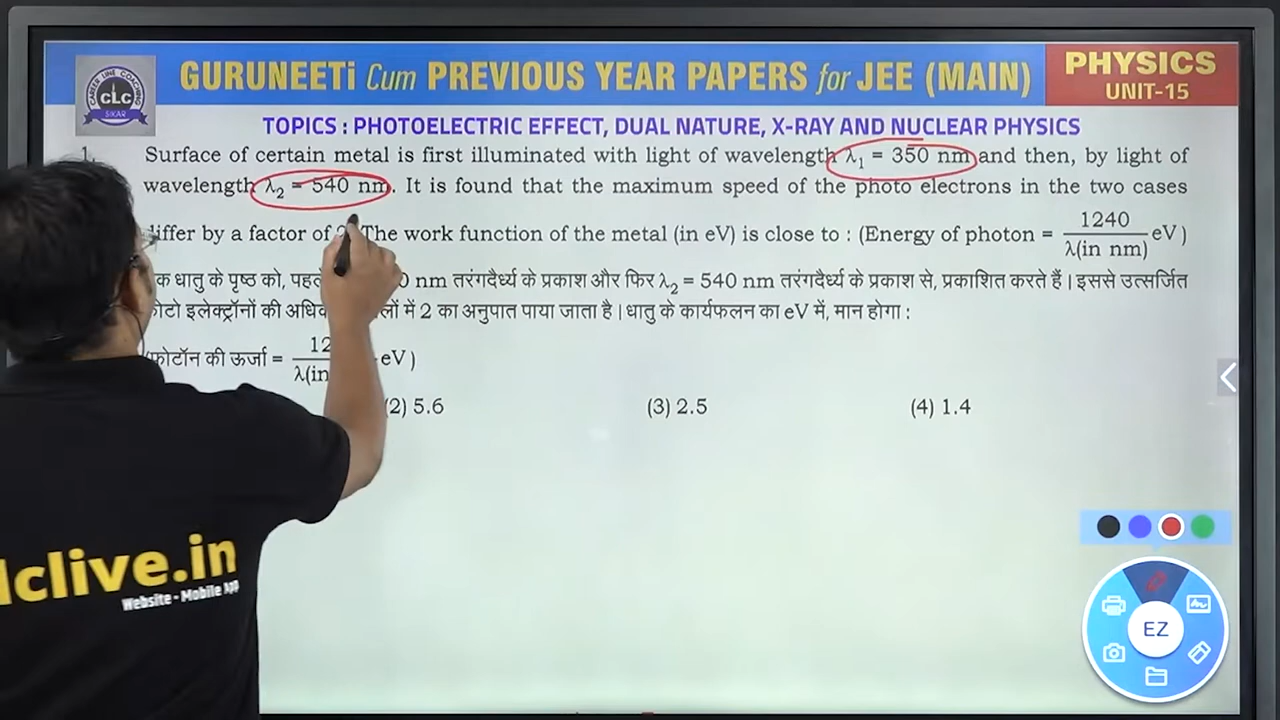 GURUNEETi Cum PREVIOUS YEAR PAPERS for JEE (MAIN)
PHYSICS
UNIT-15
CLC
SIKAR
TOPICS : PHOTOELECTRIC EFFECT, DUAL NATURE, X-RAY AND NUCLEAR PHYSICS
1. Surface of certain metal is first illuminated with light of wavelength λ₁ = 350 nm and then, by light of
wavelength λ₂ = 540 nm. It is found that the maximum speed of the photo electrons in the two cases
differ by a factor of The work function of the metal (in eV) is close to : (Energy of photon = 1240/λ(in nm) eV)
धातु के पृष्ठ को, nm तरंगदैर्ध्य के प्रकाश और फिर λ₂ = 540 nm तरंगदैर्ध्य के प्रकाश से, प्रकाशित करते हैं। इससे उत्सर्जित
इलेक्ट्रॉनों की में 2 का अनुपात पाया जाता है। धातु के कार्यफलन का eV में, मान होगा :
फोटॉन की ऊर्जा = λ(in eV)
(2) 5.6 (3) 2.5 (4) 1.4
clive.in
Website - Mobile App
EZ